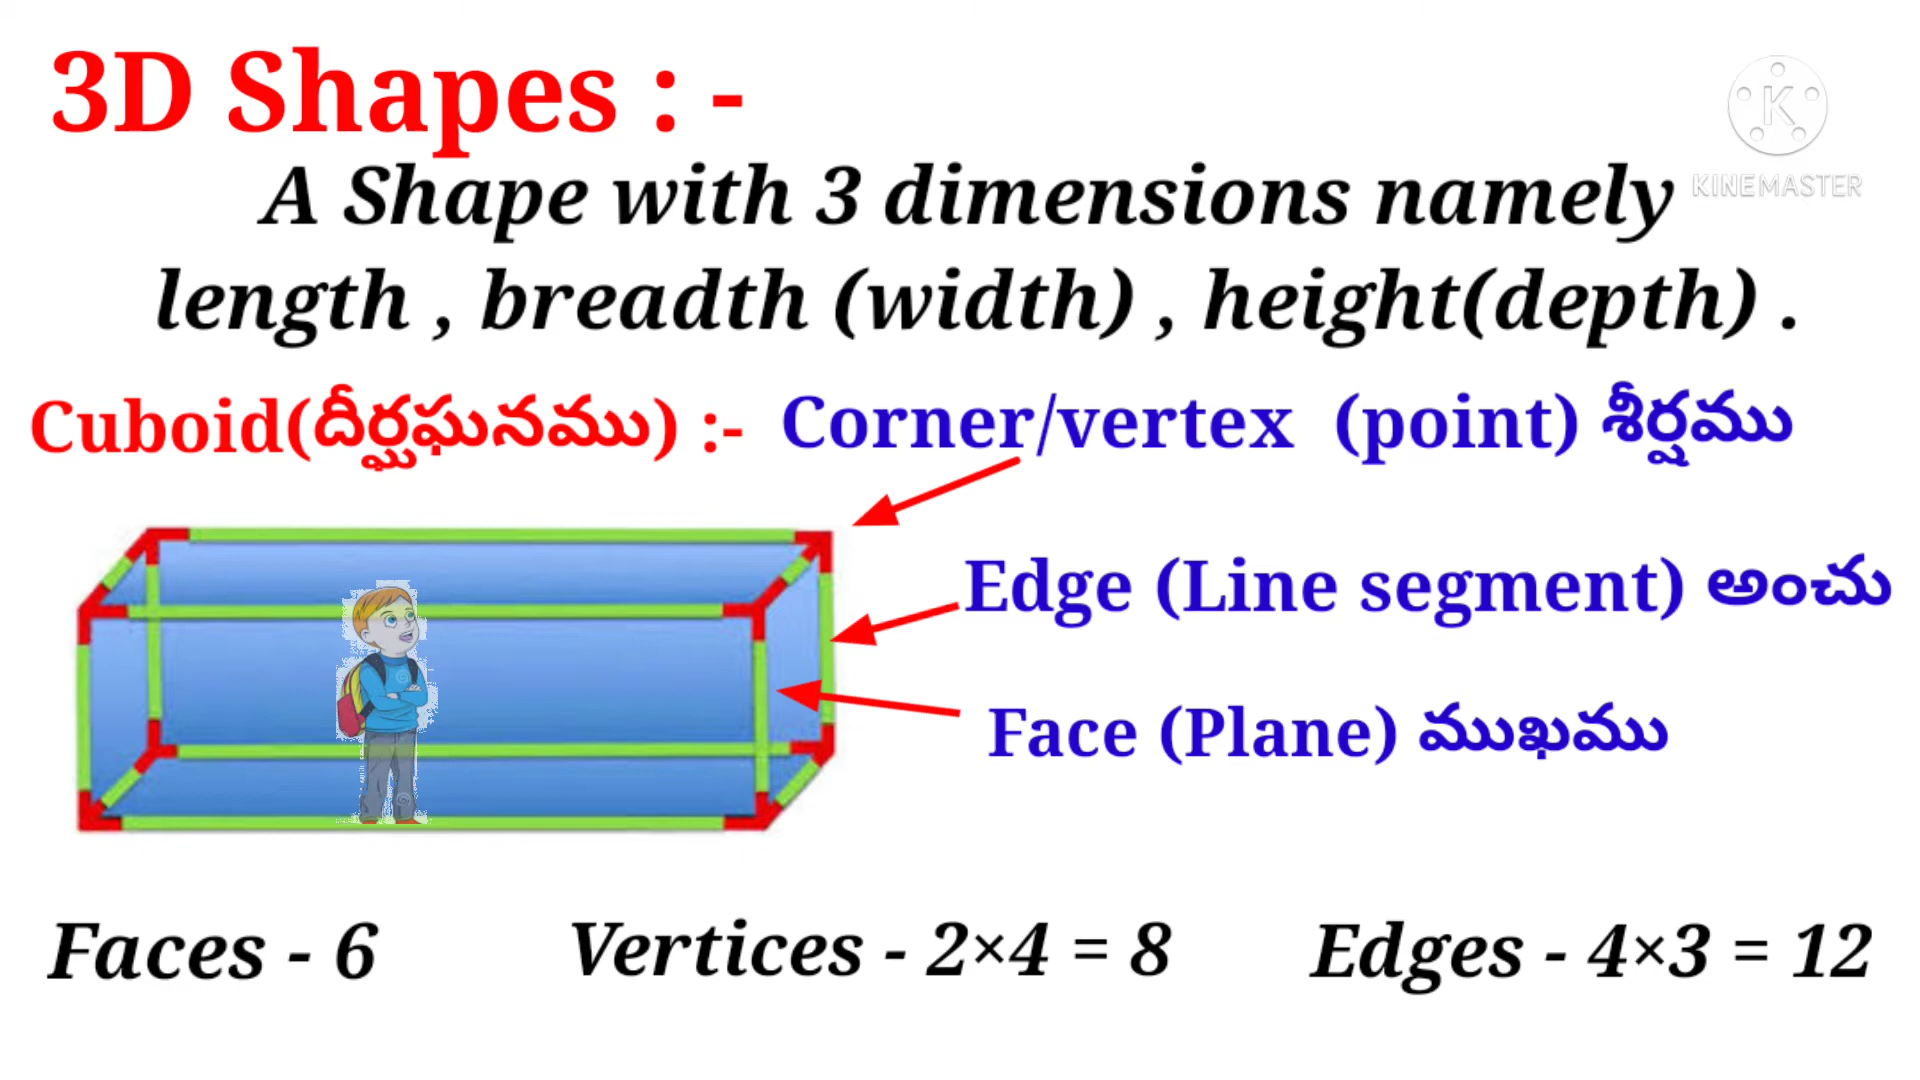 3D Shapes : -
A Shape with 3 dimensions namely
length , breadth (width) , height(depth) .
KINEMASTER
Cuboid(దీర్ఘఘనము) :-
Corner/vertex (point) శీర్షము
Edge (Line segment) అంచు
Face (Plane) ముఖము
Faces - 6
Vertices - 2×4 = 8
Edges - 4×3 = 12